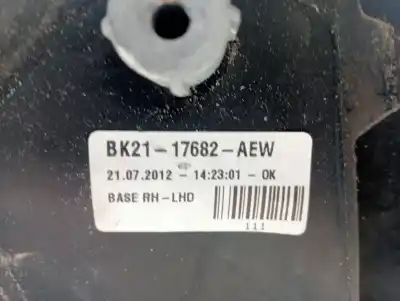 BK21-17682-AEW
21.07.2012 - 14:23:01 - OK
BASE RH-LHD
111